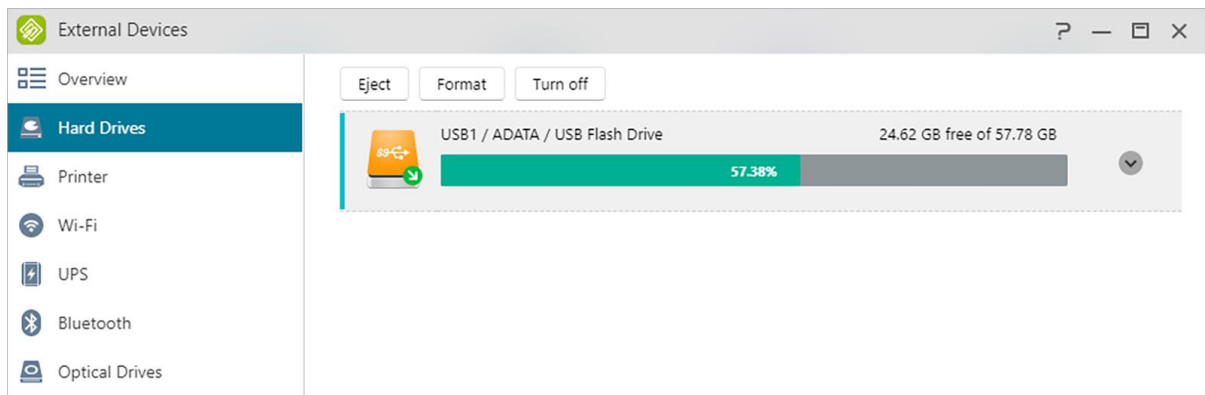 External Devices
Overview
Hard Drives
Printer
Wi-Fi
UPS
Bluetooth
Optical Drives
Eject Format Turn off
USB1 / ADATA / USB Flash Drive 24.62 GB free of 57.78 GB
57.38%